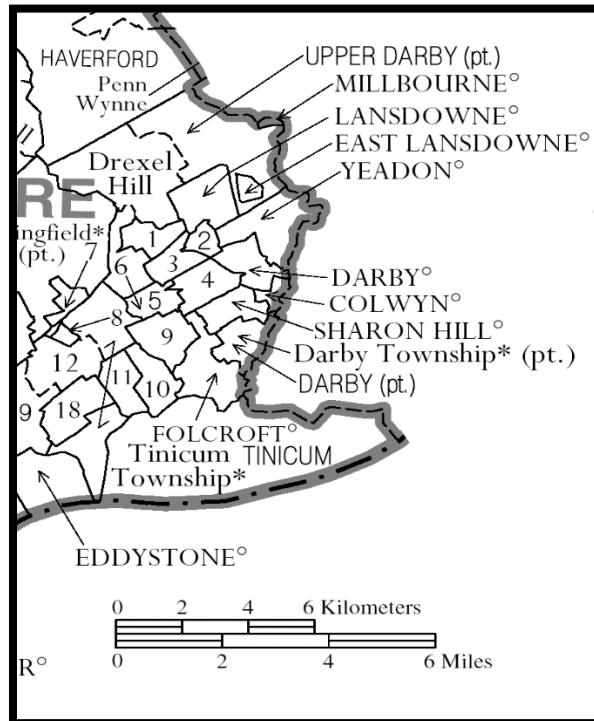 HAVERFORD
Penn
Wynne
UPPER DARBY (pt.)
MILLBOURNE°
LANSDOWNE°
EAST LANSDOWNE°
YEADON°
Drexel
Hill
RE
ingfield*
(pt.)
7
1
2
3
6
4
5
8
9
DARBY°
COLWYN°
SHARON HILL°
Darby Township* (pt.)
DARBY (pt.)
12
11
10
9
18
FOLCROFT°
Tinicum
Township*
TINICUM
EDDYSTONE°
0 2 4 6 Kilometers
0 2 4 6 Miles
R°